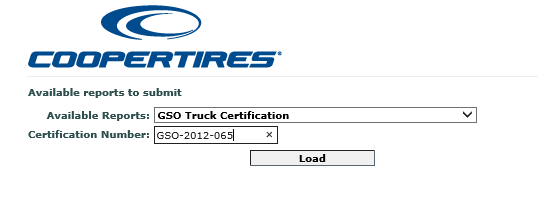 COOPERTIRES®
Available reports to submit
Available Reports: GSO Truck Certification
Certification Number: GSO-2012-065 ×
Load